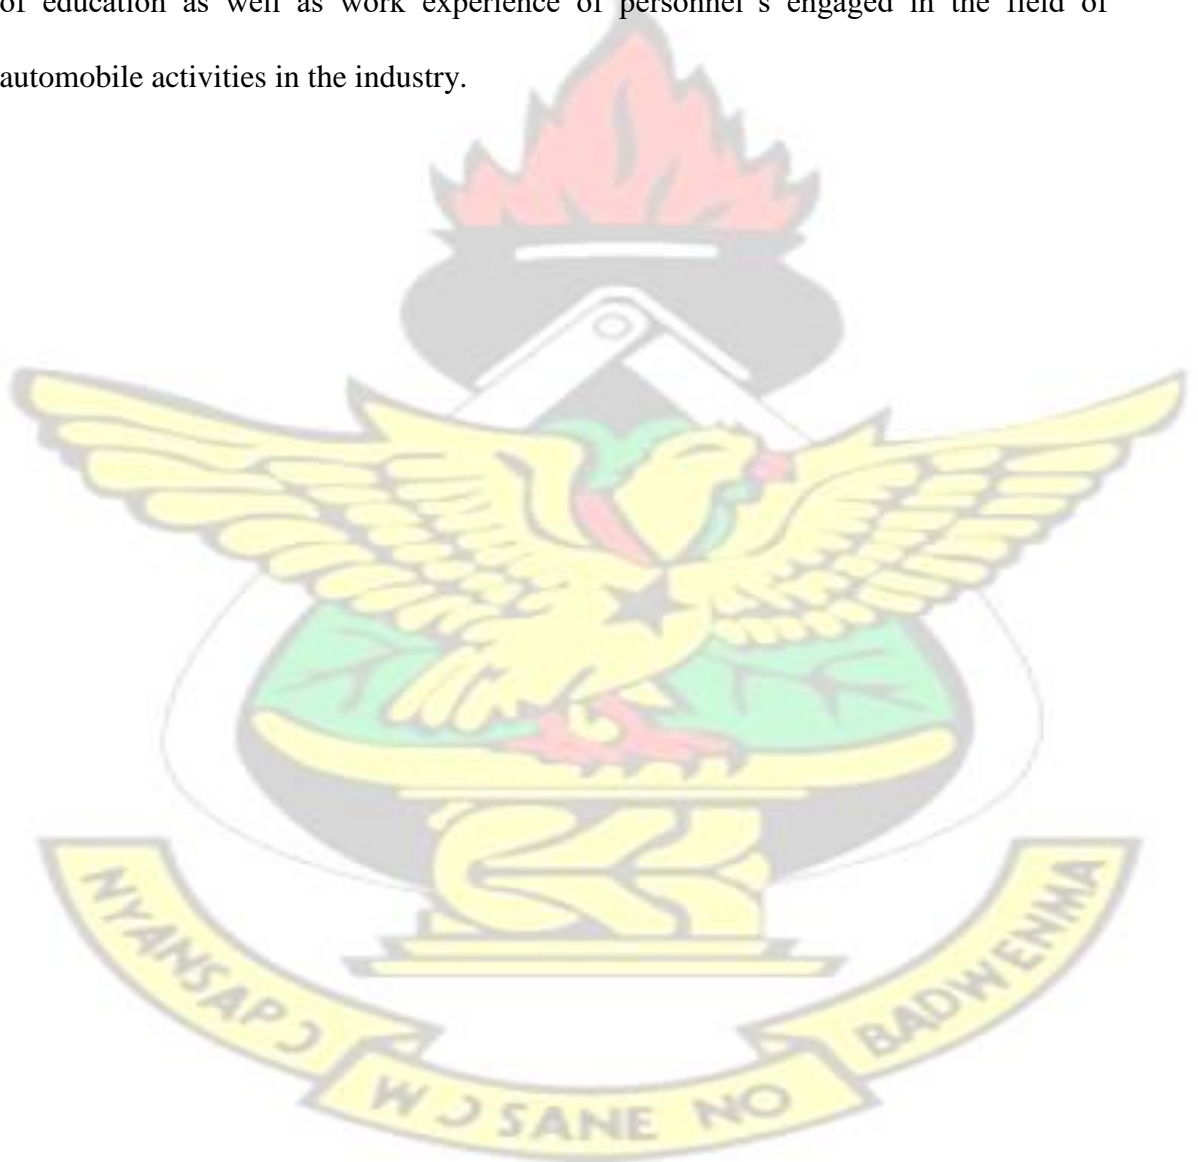 of education as well as work experience of personnel's engaged in the field of
automobile activities in the industry.
NYANSAPƆ
WƆSANE NO
BADWENMA